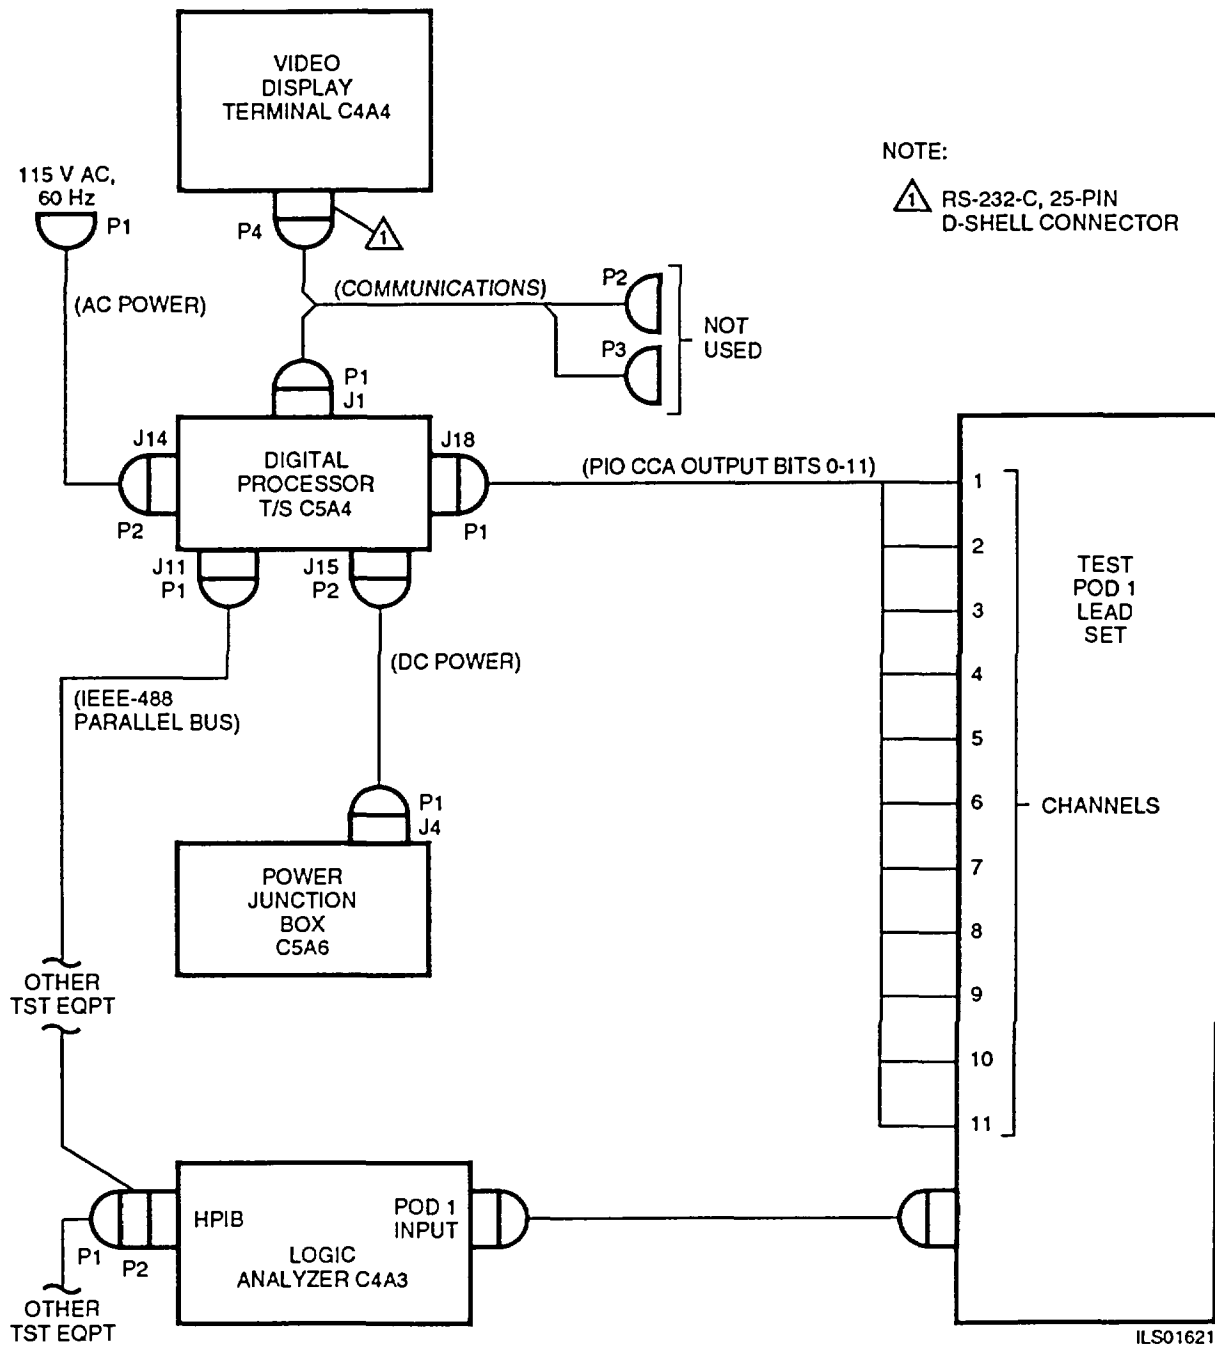 VIDEO
DISPLAY
TERMINAL C4A4
NOTE:
1 RS-232-C, 25-PIN
D-SHELL CONNECTOR
115 V AC,
60 Hz
P1
P4
1
(AC POWER)
(COMMUNICATIONS)
P2
P3
NOT
USED
P1
J1
J14
P2
DIGITAL
PROCESSOR
T/S C5A4
J18
P1
(PIO CCA OUTPUT BITS 0-11)
J11
P1
J15
P2
(IEEE-488
PARALLEL BUS)
(DC POWER)
P1
J4
POWER
JUNCTION
BOX
C5A6
1
2
3
4
5
6
7
8
9
10
11
CHANNELS
TEST
POD 1
LEAD
SET
OTHER
TST EQPT
P1
P2
HPIB
POD 1
INPUT
LOGIC
ANALYZER C4A3
OTHER
TST EQPT
ILS01621